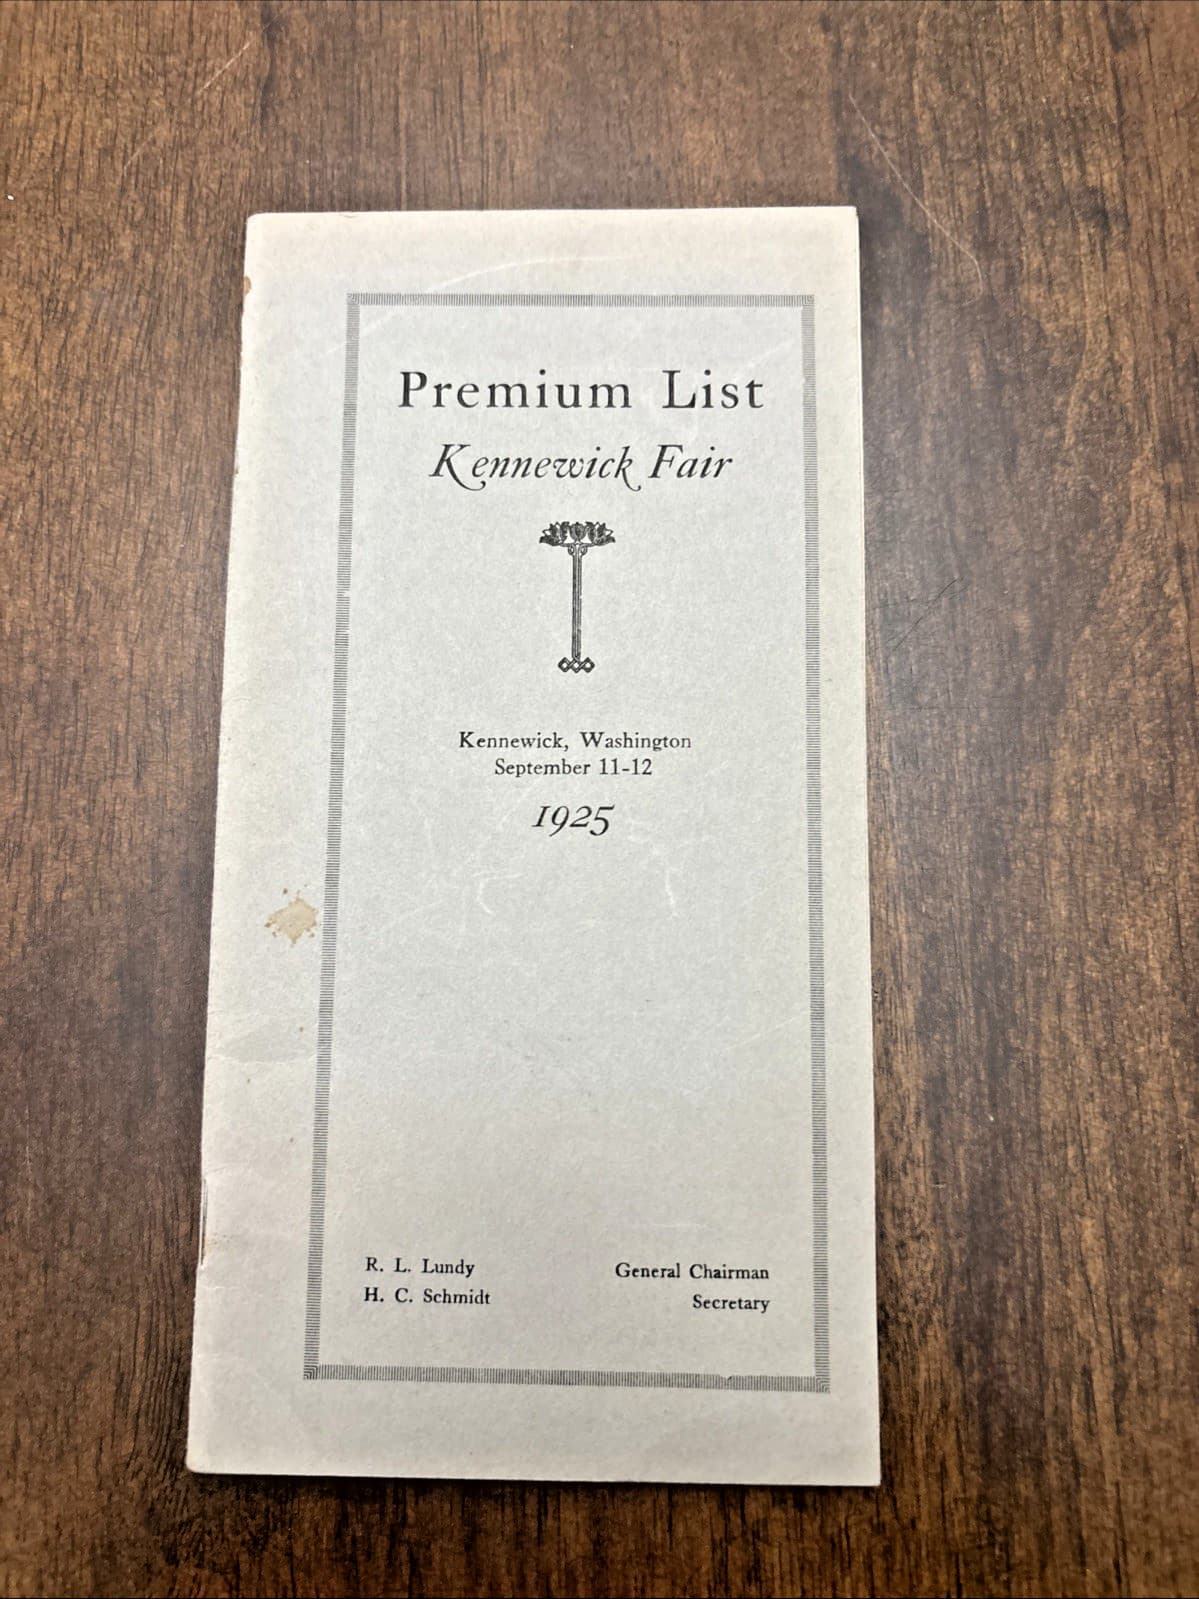 Premium List
Kennewick Fair
Kennewick, Washington
September 11-12
1925
R. L. Lundy General Chairman
H. C. Schmidt Secretary